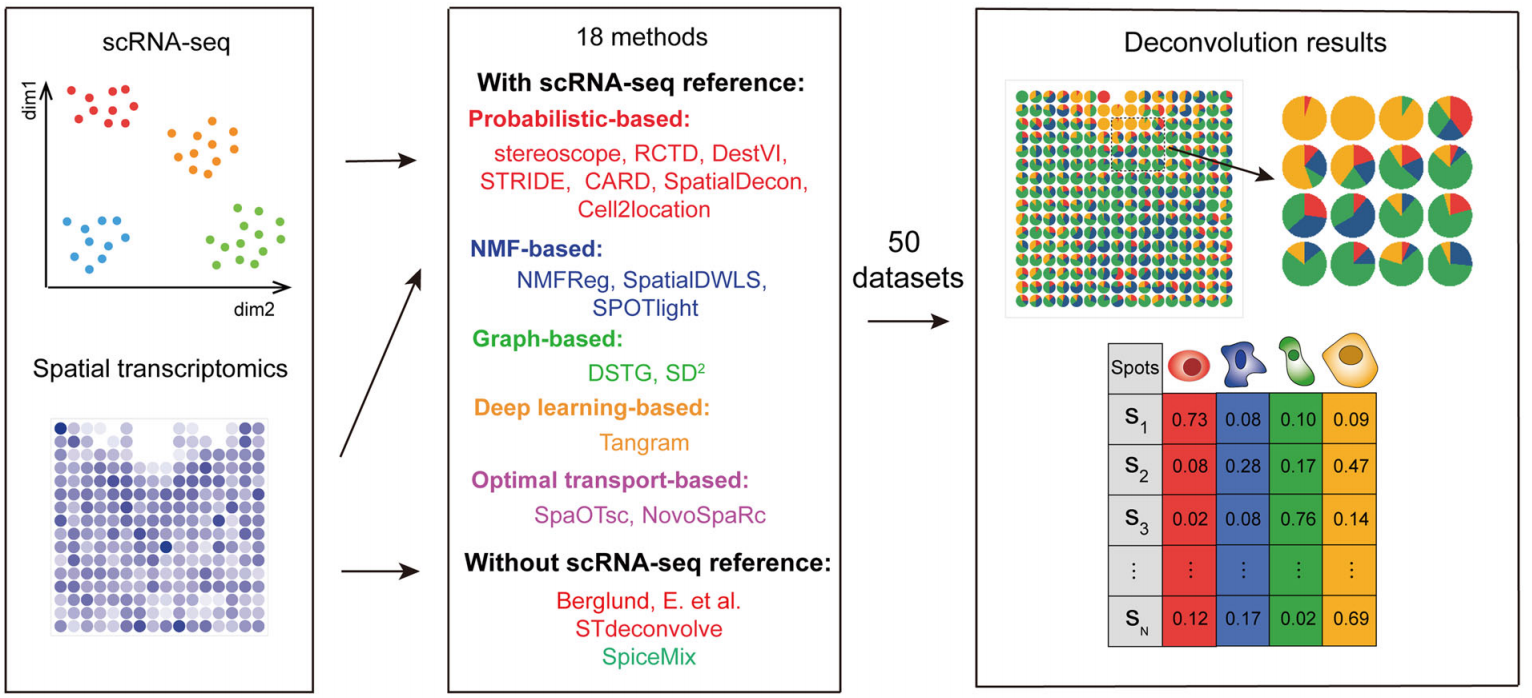 scRNA-seq
dim1
dim2
Spatial transcriptomics
18 methods
With scRNA-seq reference:
Probabilistic-based:
stereoscope, RCTD, DestVI,
STRIDE, CARD, SpatialDecon,
Cell2location
NMF-based:
NMFReg, SpatialDWLS,
SPOTlight
Graph-based:
DSTG, SD²
Deep learning-based:
Tangram
Optimal transport-based:
SpaOTsc, NovoSpaRc
Without scRNA-seq reference:
Berglund, E. et al.
STdeconvolve
SpiceMix
50
datasets
Deconvolution results
Spots
S₁ 0.73 0.08 0.10 0.09
S₂ 0.08 0.28 0.17 0.47
S₃ 0.02 0.08 0.76 0.14
⋮ ⋮ ⋮ ⋮ ⋮
S_N 0.12 0.17 0.02 0.69